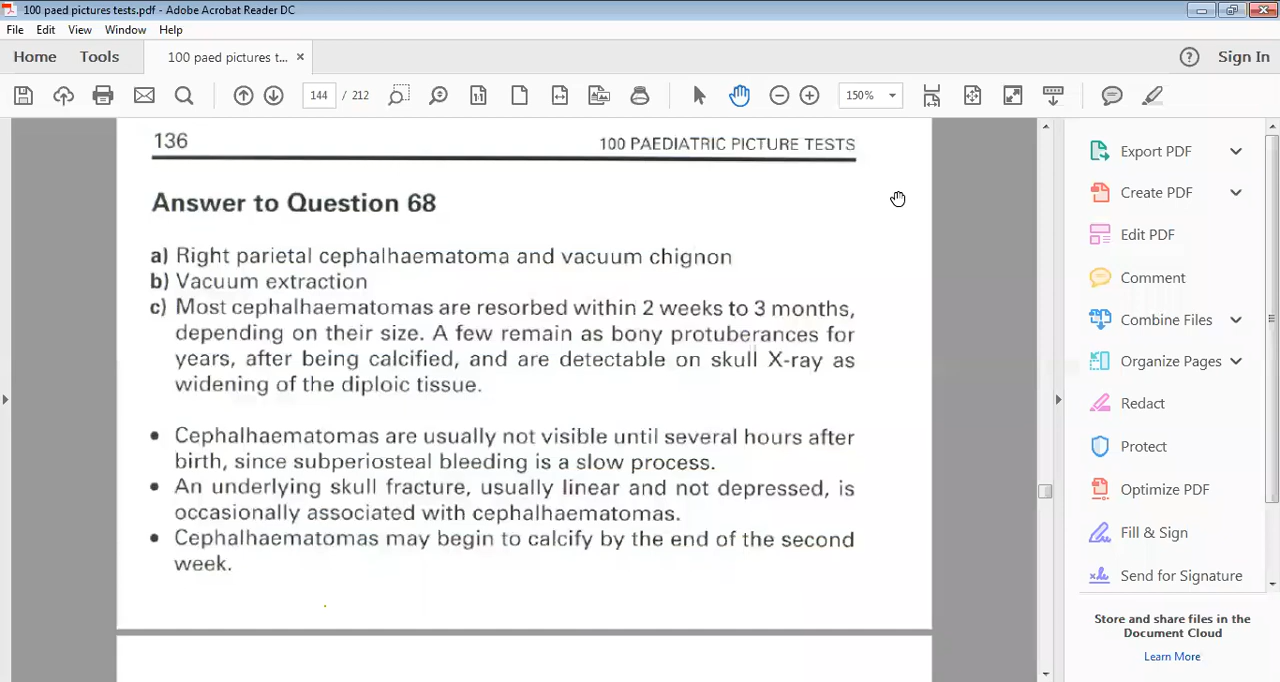 100 paed pictures tests.pdf - Adobe Acrobat Reader DC
File Edit View Window Help
Home Tools 100 paed pictures t... × ? Sign In
144 / 212 150%
136 100 PAEDIATRIC PICTURE TESTS
Answer to Question 68
a) Right parietal cephalhaematoma and vacuum chignon
b) Vacuum extraction
c) Most cephalhaematomas are resorbed within 2 weeks to 3 months,
depending on their size. A few remain as bony protuberances for
years, after being calcified, and are detectable on skull X-ray as
widening of the diploic tissue.
• Cephalhaematomas are usually not visible until several hours after
birth, since subperiosteal bleeding is a slow process.
• An underlying skull fracture, usually linear and not depressed, is
occasionally associated with cephalhaematomas.
• Cephalhaematomas may begin to calcify by the end of the second
week.
Export PDF
Create PDF
Edit PDF
Comment
Combine Files
Organize Pages
Redact
Protect
Optimize PDF
Fill & Sign
Send for Signature
Store and share files in the
Document Cloud
Learn More